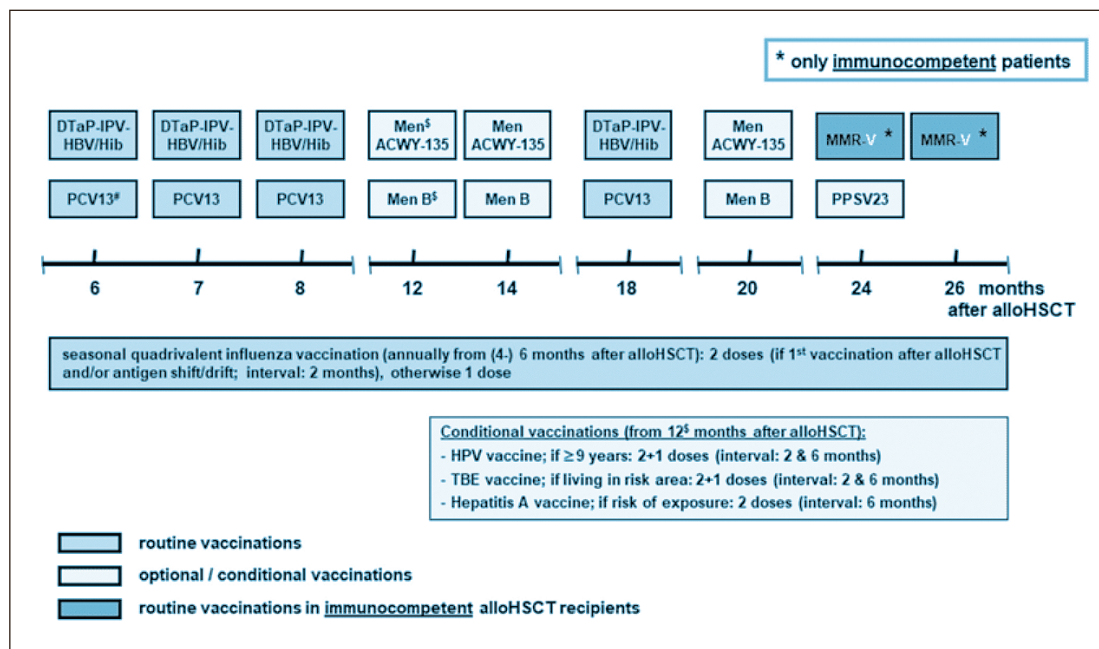 * only immunocompetent patients
DTaP-IPV-
HBV/Hib
DTaP-IPV-
HBV/Hib
DTaP-IPV-
HBV/Hib
Men$
ACWY-135
Men
ACWY-135
DTaP-IPV-
HBV/Hib
Men
ACWY-135
MMR-V *
MMR-V *
PCV13#
PCV13
PCV13
Men B$
Men B
PCV13
Men B
PPSV23
6 7 8 12 14 18 20 24 26 months
after alloHSCT
seasonal quadrivalent influenza vaccination (annually from (4-) 6 months after alloHSCT): 2 doses (if 1st vaccination after alloHSCT
and/or antigen shift/drift; interval: 2 months), otherwise 1 dose
Conditional vaccinations (from 12$ months after alloHSCT):
- HPV vaccine; if ≥9 years: 2+1 doses (interval: 2 & 6 months)
- TBE vaccine; if living in risk area: 2+1 doses (interval: 2 & 6 months)
- Hepatitis A vaccine; if risk of exposure: 2 doses (interval: 6 months)
routine vaccinations
optional / conditional vaccinations
routine vaccinations in immunocompetent alloHSCT recipients